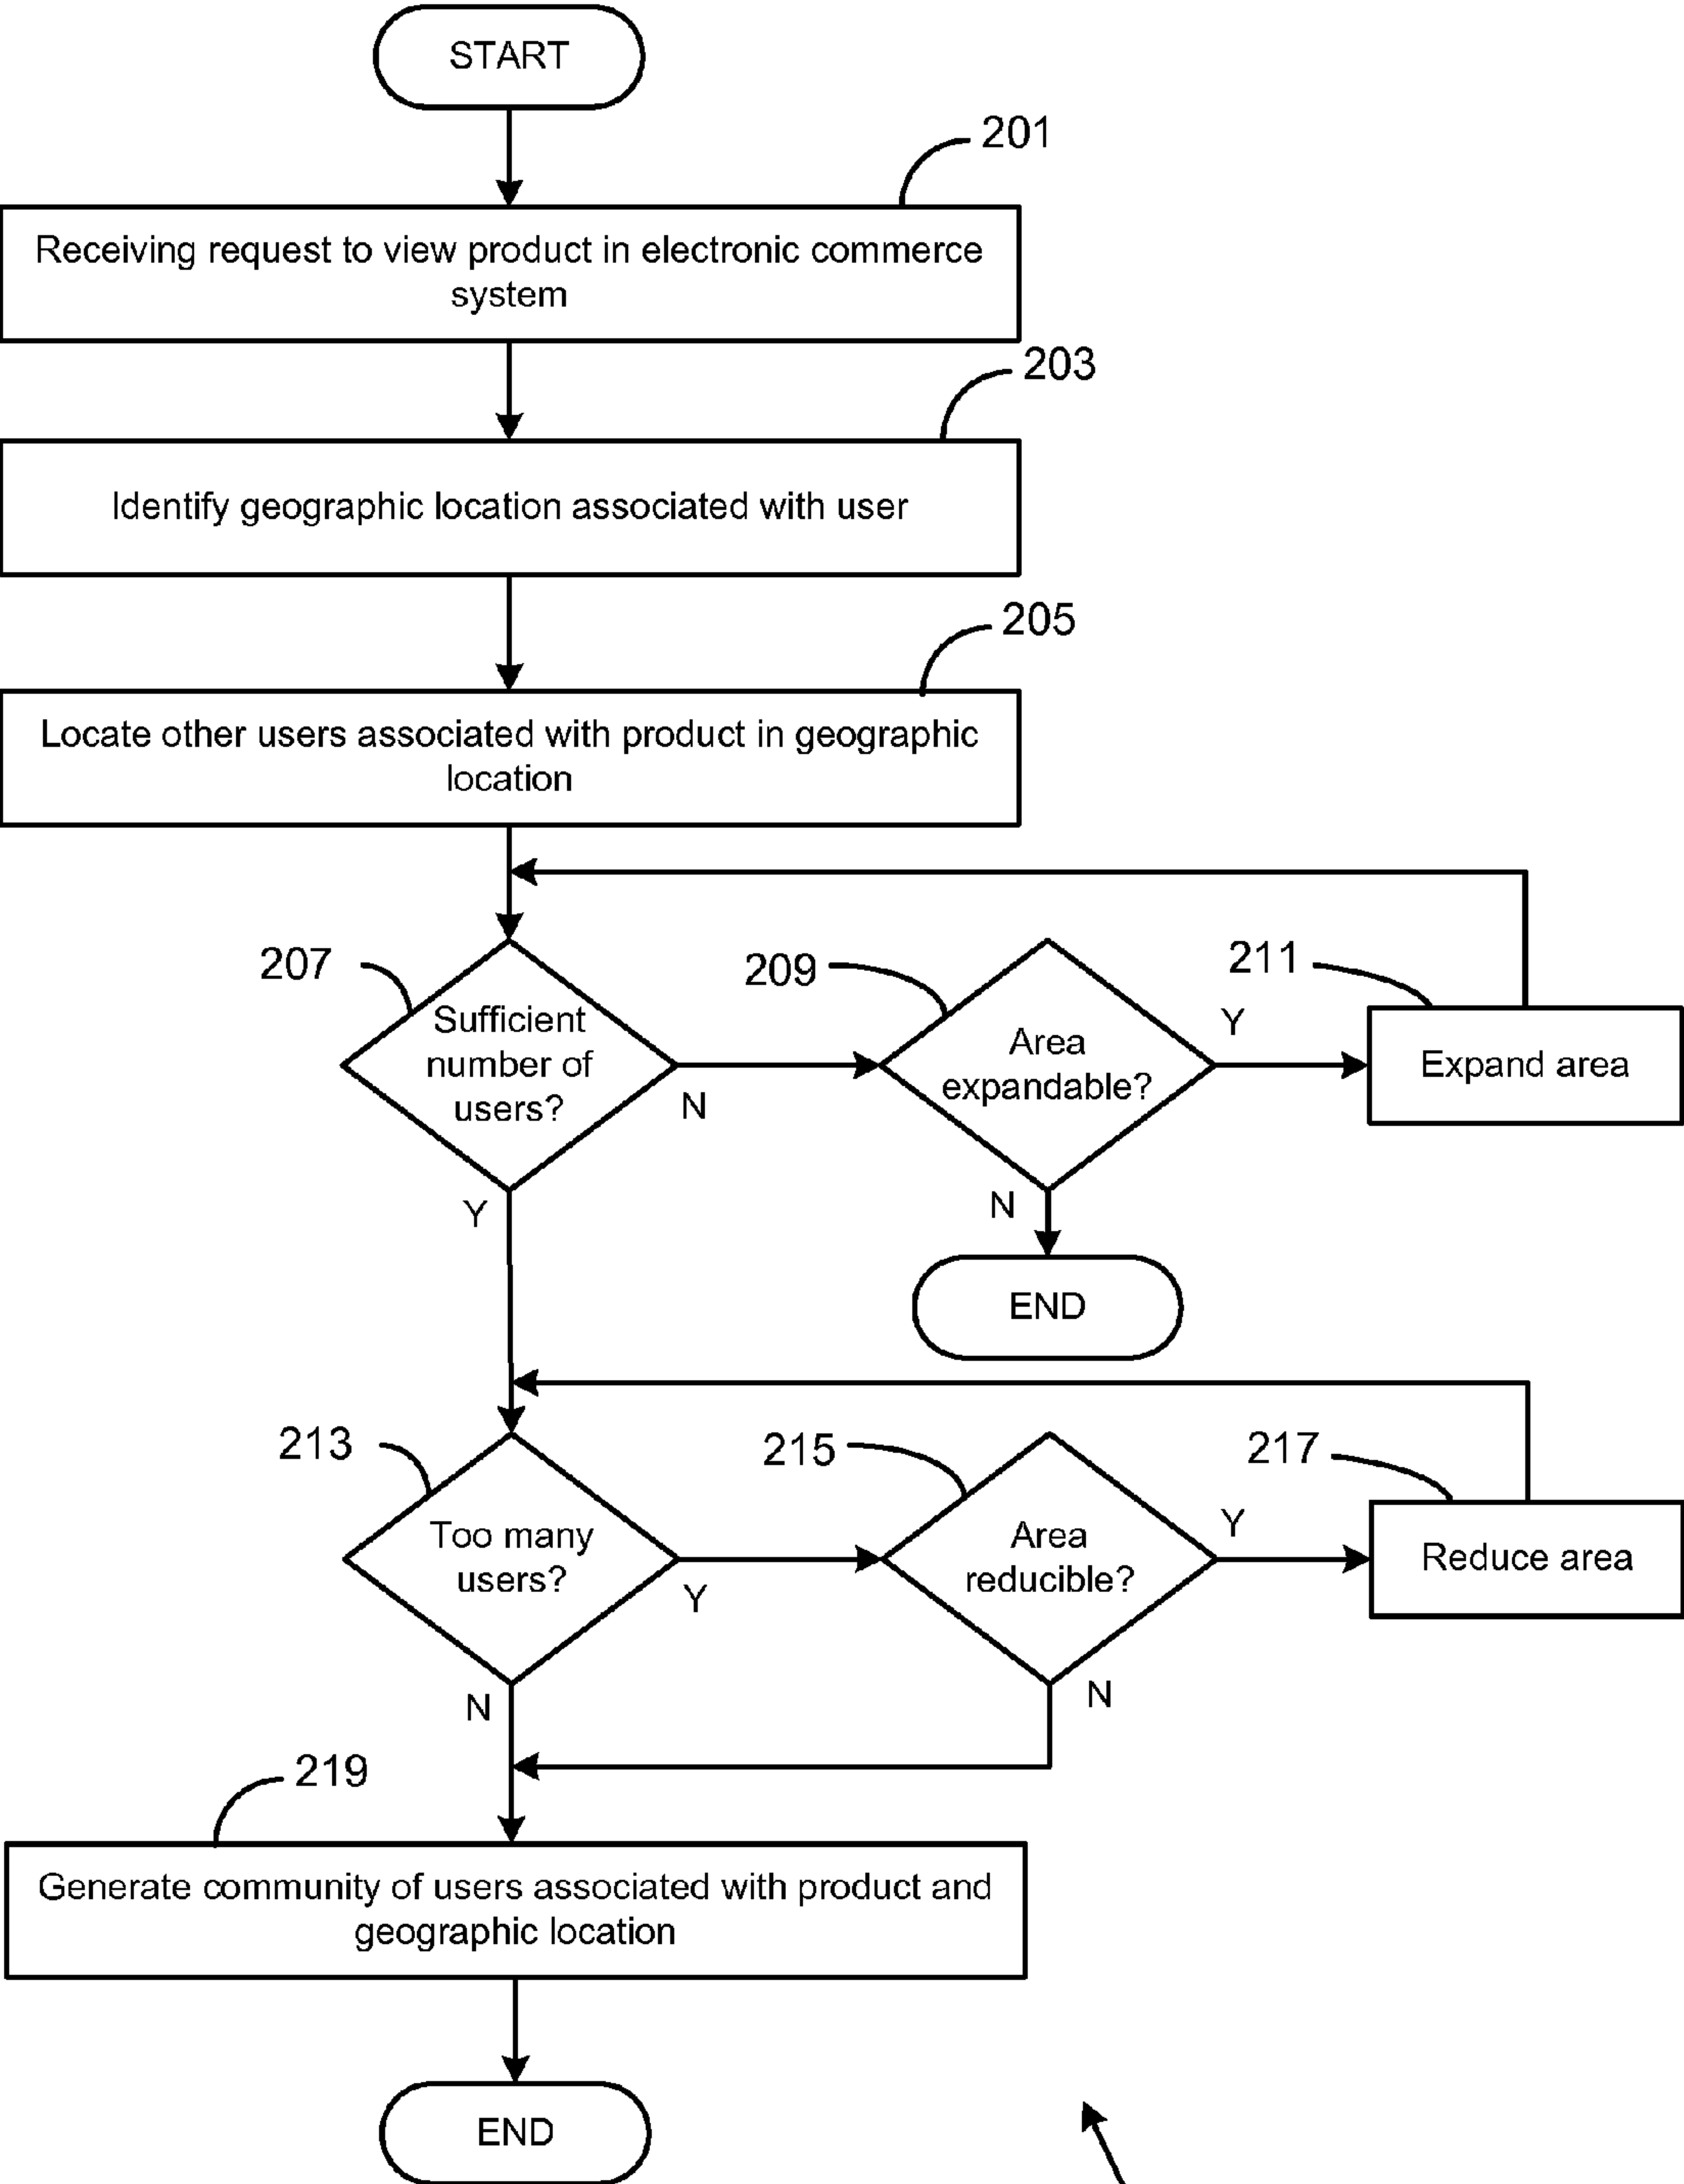 START
201
Receiving request to view product in electronic commerce
system
203
Identify geographic location associated with user
205
Locate other users associated with product in geographic
location
207
Sufficient
number of
users?
N
Y
209
Area
expandable?
Y
N
211
Expand area
END
213
Too many
users?
Y
N
215
Area
reducible?
Y
N
217
Reduce area
219
Generate community of users associated with product and
geographic location
END